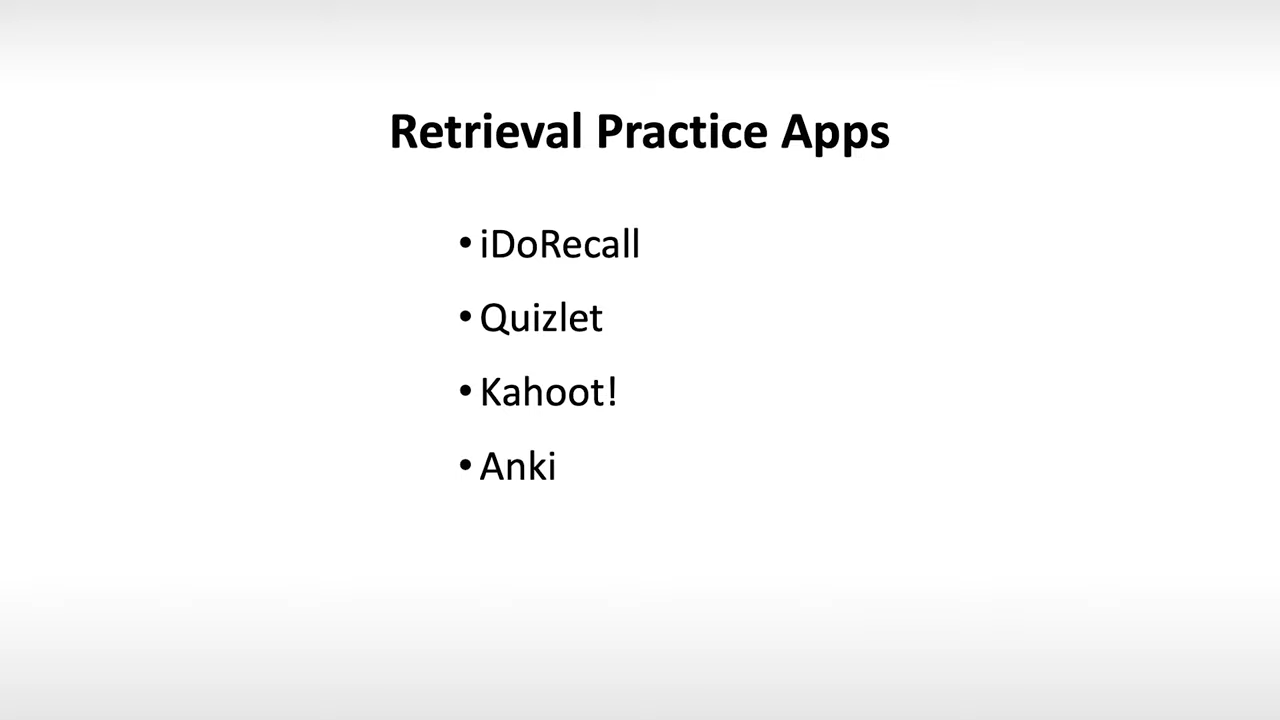 Retrieval Practice Apps
• iDoRecall
• Quizlet
• Kahoot!
• Anki